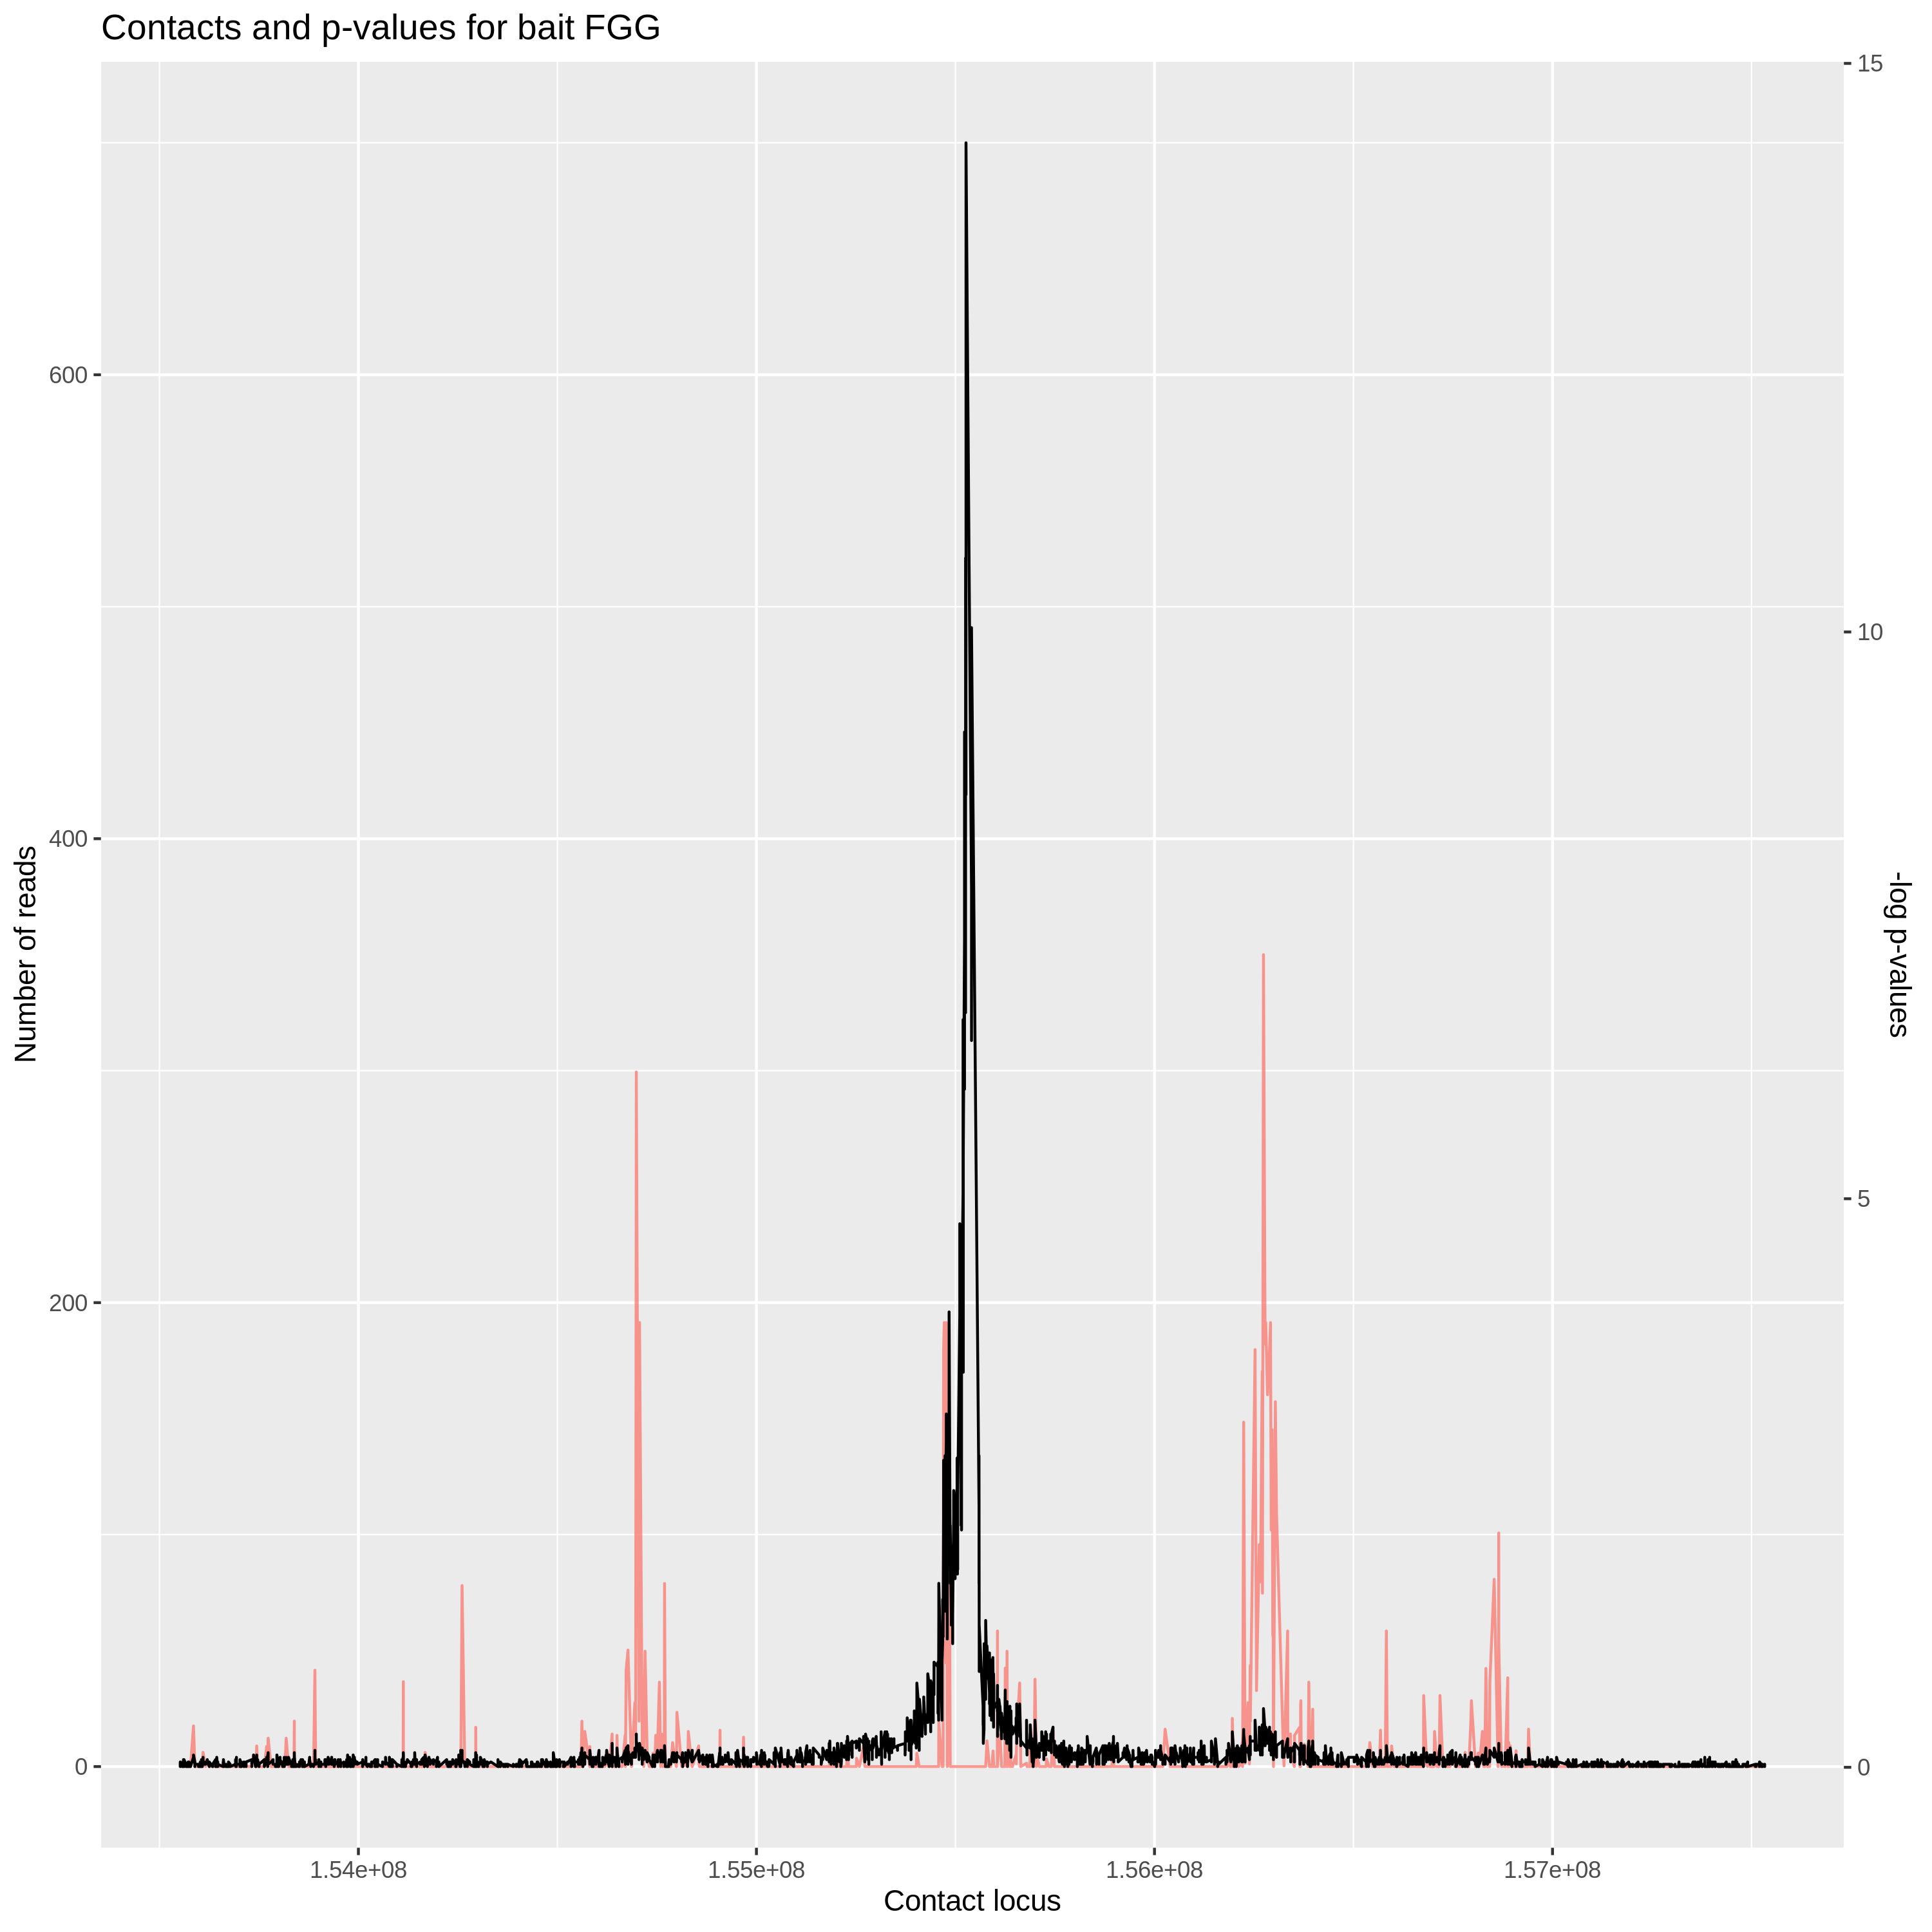 Contacts and p-values for bait FGG
15
600
10
400
Number of reads
-log p-values
5
200
0
0
1.54e+08
1.55e+08
1.56e+08
1.57e+08
Contact locus